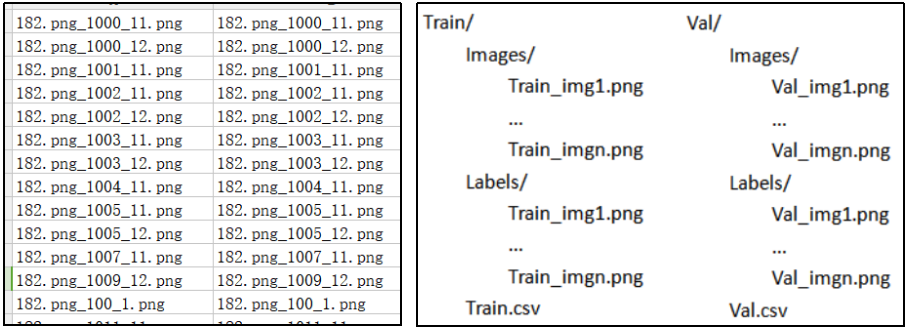 182.png_1000_11.png 182.png_1000_11.png
182.png_1000_12.png 182.png_1000_12.png
182.png_1001_11.png 182.png_1001_11.png
182.png_1002_11.png 182.png_1002_11.png
182.png_1002_12.png 182.png_1002_12.png
182.png_1003_11.png 182.png_1003_11.png
182.png_1003_12.png 182.png_1003_12.png
182.png_1004_11.png 182.png_1004_11.png
182.png_1005_11.png 182.png_1005_11.png
182.png_1005_12.png 182.png_1005_12.png
182.png_1007_11.png 182.png_1007_11.png
182.png_1009_12.png 182.png_1009_12.png
182.png_100_1.png 182.png_100_1.png
Train/
Images/
Train_img1.png
...
Train_imgn.png
Labels/
Train_img1.png
...
Train_imgn.png
Train.csv
Val/
Images/
Val_img1.png
...
Val_imgn.png
Labels/
Val_img1.png
...
Val_imgn.png
Val.csv